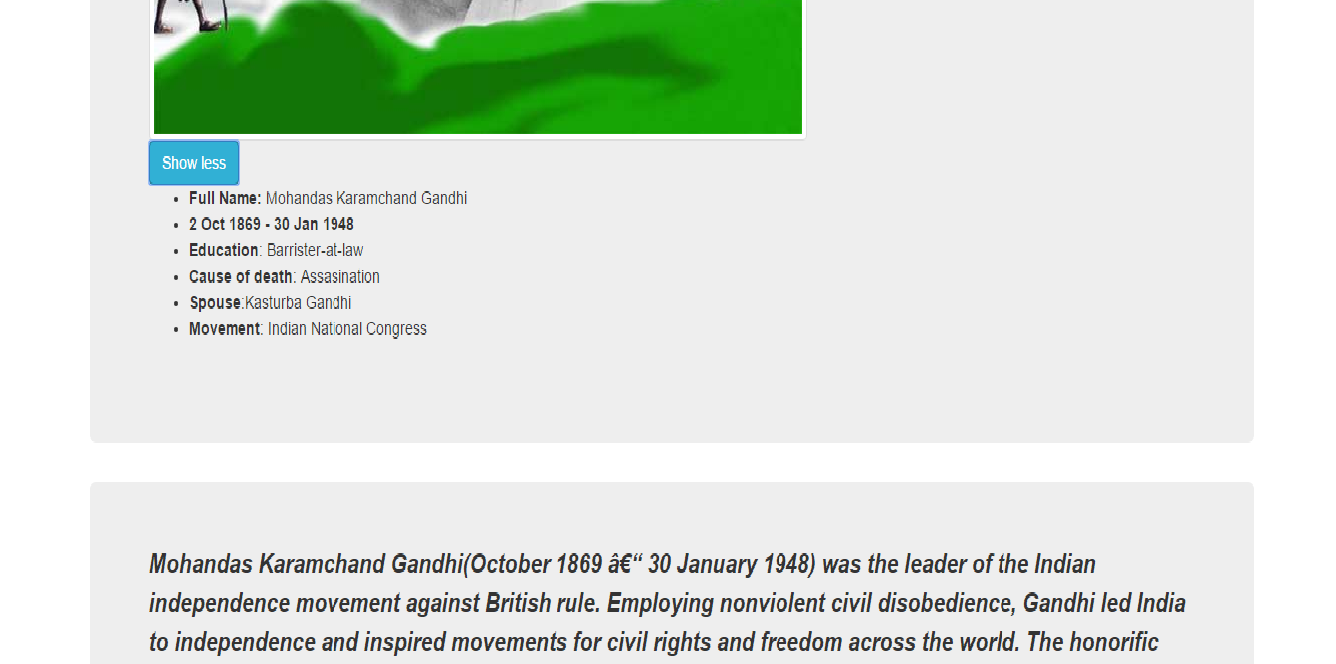 Show less
Full Name: Mohandas Karamchand Gandhi
2 Oct 1869 - 30 Jan 1948
Education: Barrister-at-law
Cause of death: Assasination
Spouse:Kasturba Gandhi
Movement: Indian National Congress
Mohandas Karamchand Gandhi(October 1869 â€“ 30 January 1948) was the leader of the Indian
independence movement against British rule. Employing nonviolent civil disobedience, Gandhi led India
to independence and inspired movements for civil rights and freedom across the world. The honorific